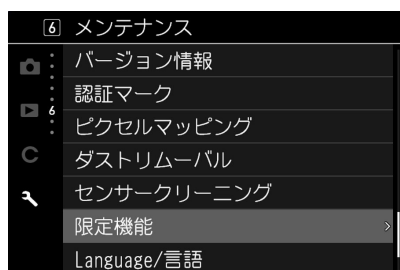 6 メンテナンス
バージョン情報
認証マーク
6
ピクセルマッピング
C
ダストリムーバル
センサークリーニング
限定機能
Language/言語